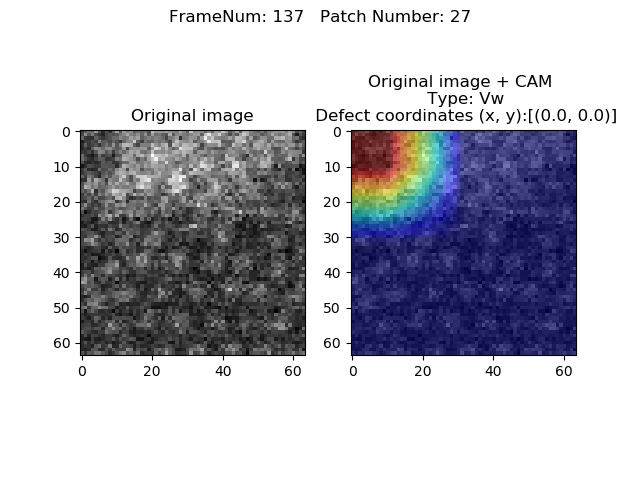 FrameNum: 137   Patch Number: 27
Original image
0
10
20
30
40
50
60
0 20 40 60
Original image + CAM
Type: Vw
Defect coordinates (x, y):[(0.0, 0.0)]
0
10
20
30
40
50
60
0 20 40 60